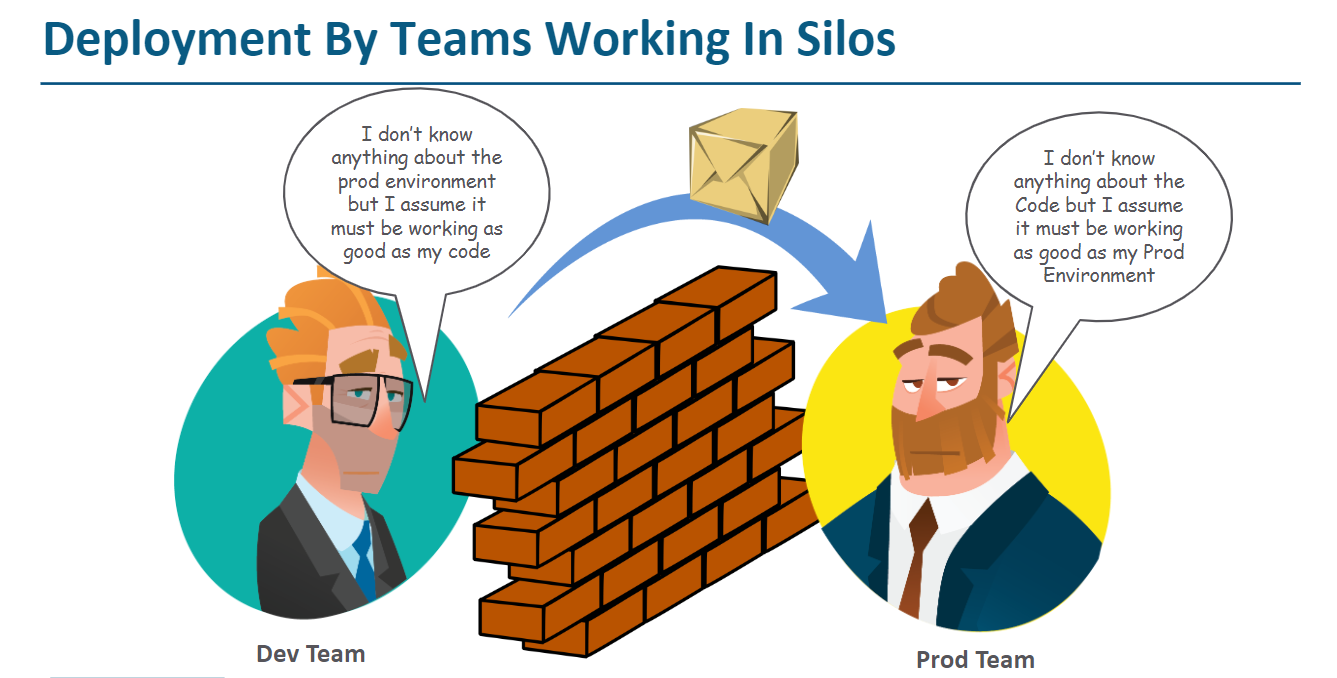 Deployment By Teams Working In Silos
I don't know
anything about the
prod environment
but I assume it
must be working as
good as my code
I don't know
anything about the
Code but I assume
it must be working
as good as my Prod
Environment
Dev Team
Prod Team